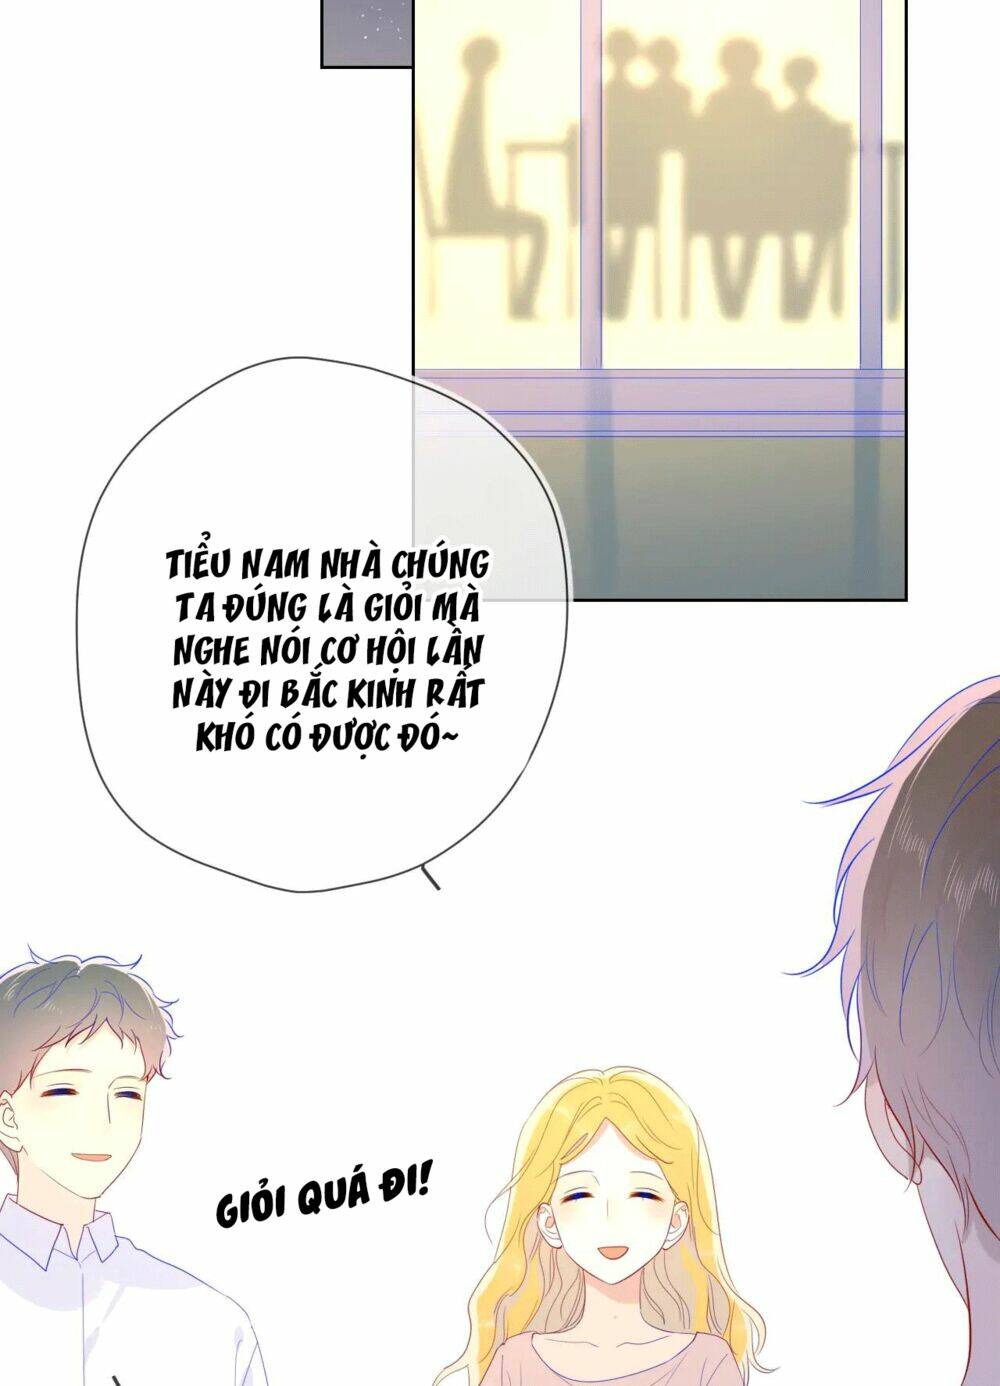 TIỂU NAM NHÀ CHÚNG
TA ĐÚNG LÀ GIỎI MÀ
NGHE NÓI CƠ HỘI LẦN
NÀY ĐI BẮC KINH RẤT
KHÓ CÓ ĐƯỢC ĐÓ~
GIỎI QUÁ ĐI!